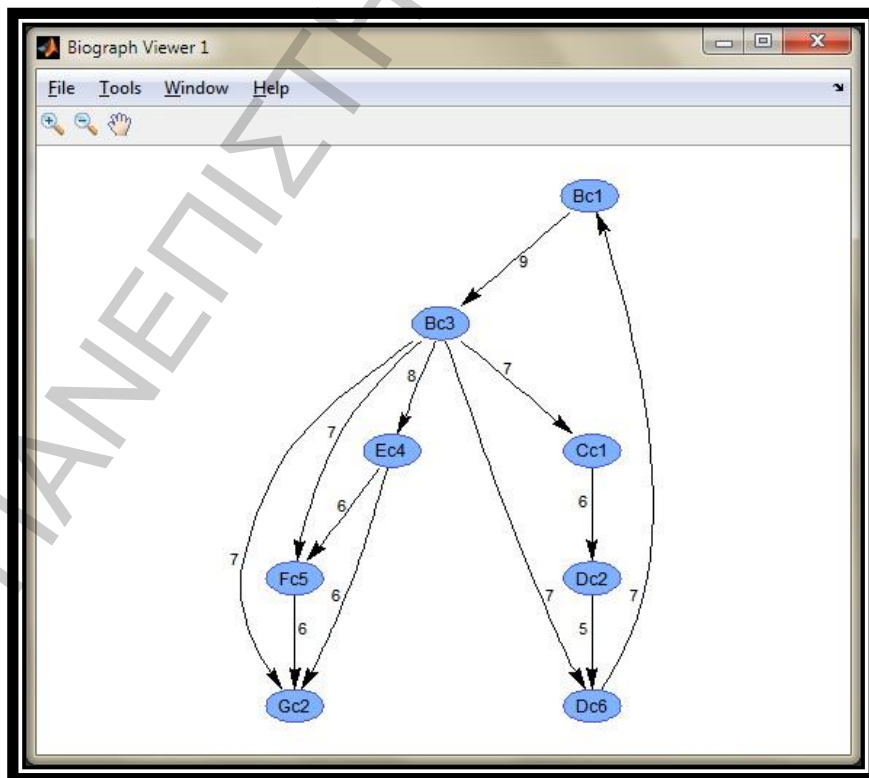 ΠΑΝΕΠΙΣΤΗ
Biograph Viewer 1
File Tools Window Help
Bc1
9
Bc3
8
7
7
Ec4
Cc1
6
6
7
Fc5
Dc2
6
6
7
5
7
Gc2
Dc6